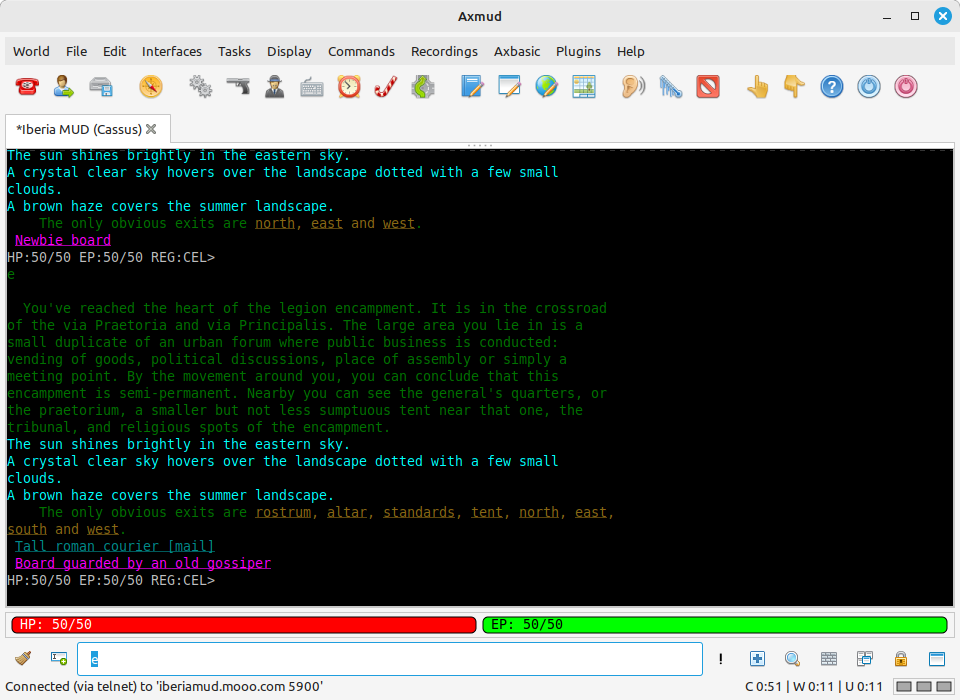 Axmud
World File Edit Interfaces Tasks Display Commands Recordings Axbasic Plugins Help
*Iberia MUD (Cassus)
The sun shines brightly in the eastern sky.
A crystal clear sky hovers over the landscape dotted with a few small
clouds.
A brown haze covers the summer landscape.
The only obvious exits are north, east and west.
Newbie board
HP:50/50 EP:50/50 REG:CEL>
e
You've reached the heart of the legion encampment. It is in the crossroad
of the via Praetoria and via Principalis. The large area you lie in is a
small duplicate of an urban forum where public business is conducted:
vending of goods, political discussions, place of assembly or simply a
meeting point. By the movement around you, you can conclude that this
encampment is semi-permanent. Nearby you can see the general's quarters, or
the praetorium, a smaller but not less sumptuous tent near that one, the
tribunal, and religious spots of the encampment.
The sun shines brightly in the eastern sky.
A crystal clear sky hovers over the landscape dotted with a few small
clouds.
A brown haze covers the summer landscape.
The only obvious exits are rostrum, altar, standards, tent, north, east,
south and west.
Tall roman courier [mail]
Board guarded by an old gossiper
HP:50/50 EP:50/50 REG:CEL>
HP: 50/50 EP: 50/50
e !
Connected (via telnet) to 'iberiamud.mooo.com 5900' C 0:51 | W 0:11 | U 0:11